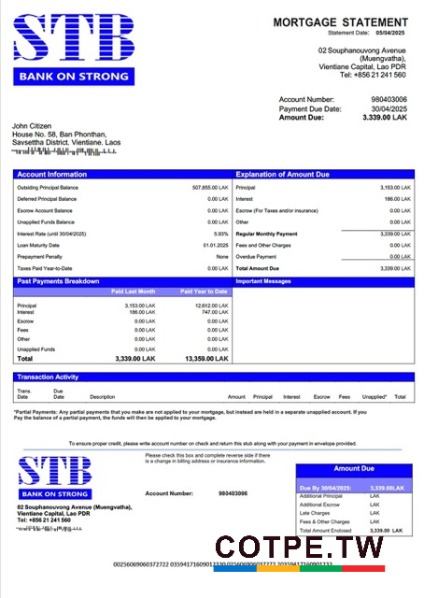 STB
BANK ON STRONG
MORTGAGE STATEMENT
Statement Date: 05/04/2025
02 Souphanouvong Avenue
(Muengvatha),
Vientiane Capital, Lao PDR
Tel: +856 21 241 560
Account Number: 980403006
Payment Due Date: 30/04/2025
Amount Due: 3.339.00 LAK
John Citizen
House No. 58, Ban Phonthan,
Savsettha District. Vientiane. Laos
Account Information
Outsiding Principal Balance 507,855.00 LAK
Deferred Principal Balance 0.00 LAK
Escrow Account Balance 0.00 LAK
Unapplied Funds Balance 0.00 LAK
Interest Rate (until 30/04/2025) 5.93%
Loan Maturity Date 01.01.2025
Prepayment Penalty None
Taxes Paid Year-to-Date 0.00 LAK
Explanation of Amount Due
Principal 3,153.00 LAK
Interest 186.00 LAK
Escrow (For Taxes and/or insurance) 0.00 LAK
Other 0.00 LAK
Regular Monthly Payment 3,339.00 LAK
Fees and Other Charges 0.00 LAK
Overdue Payment 0.00 LAK
Total Amount Due 3,339.00 LAK
Past Payments Breakdown
Paid Last Month Paid Year to Date
Principal 3,153.00 LAK 12,612.00 LAK
Interest 186.00 LAK 747.00 LAK
Escrow 0.00 LAK 0.00 LAK
Fees 0.00 LAK 0.00 LAK
Other 0.00 LAK 0.00 LAK
Unapplied Funds 0.00 LAK 0.00 LAK
Total 3,339.00 LAK 13,359.00 LAK
Important Messages
Transaction Activity
Trans Date Due Date Description Amount Principal Interest Escrow Fees Unapplied* Total
*Partial Payments: Any partial payments that you make are not applied to your mortgage, but instead are held in a separate unapplied account. If you
Pay the balance of a partial payment, the funds will then be applied to your mortgage.
To ensure proper credit, please write account number on check and return this stub along with your payment in envelope provided.
STB
BANK ON STRONG
02 Souphanouvong Avenue (Muengvatha),
Vientiane Capital, Lao PDR
Tel: +856 21 241 560
Please check this box and complete reverse side if there
is a change in billing address or insurance information.
Account Number: 980403006
Amount Due
Due By 30/04/2025: 3,339.00LAK
Additional Principal LAK
Additional Escrow LAK
Late Charges LAK
Fees & Other Charges LAK
Total Amount Enclosed 3.339.00 LAK
COTPE.TW